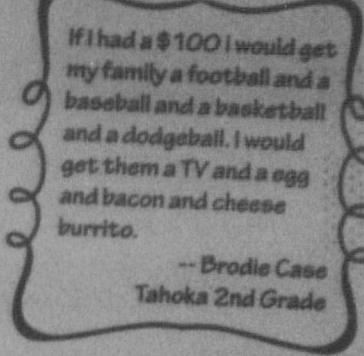 If I had a $100 I would get
my family a football and a
baseball and a basketball
and a dodgeball. I would
get them a TV and a egg
and bacon and cheese
burrito.
-- Brodie Case
Tahoka 2nd Grade